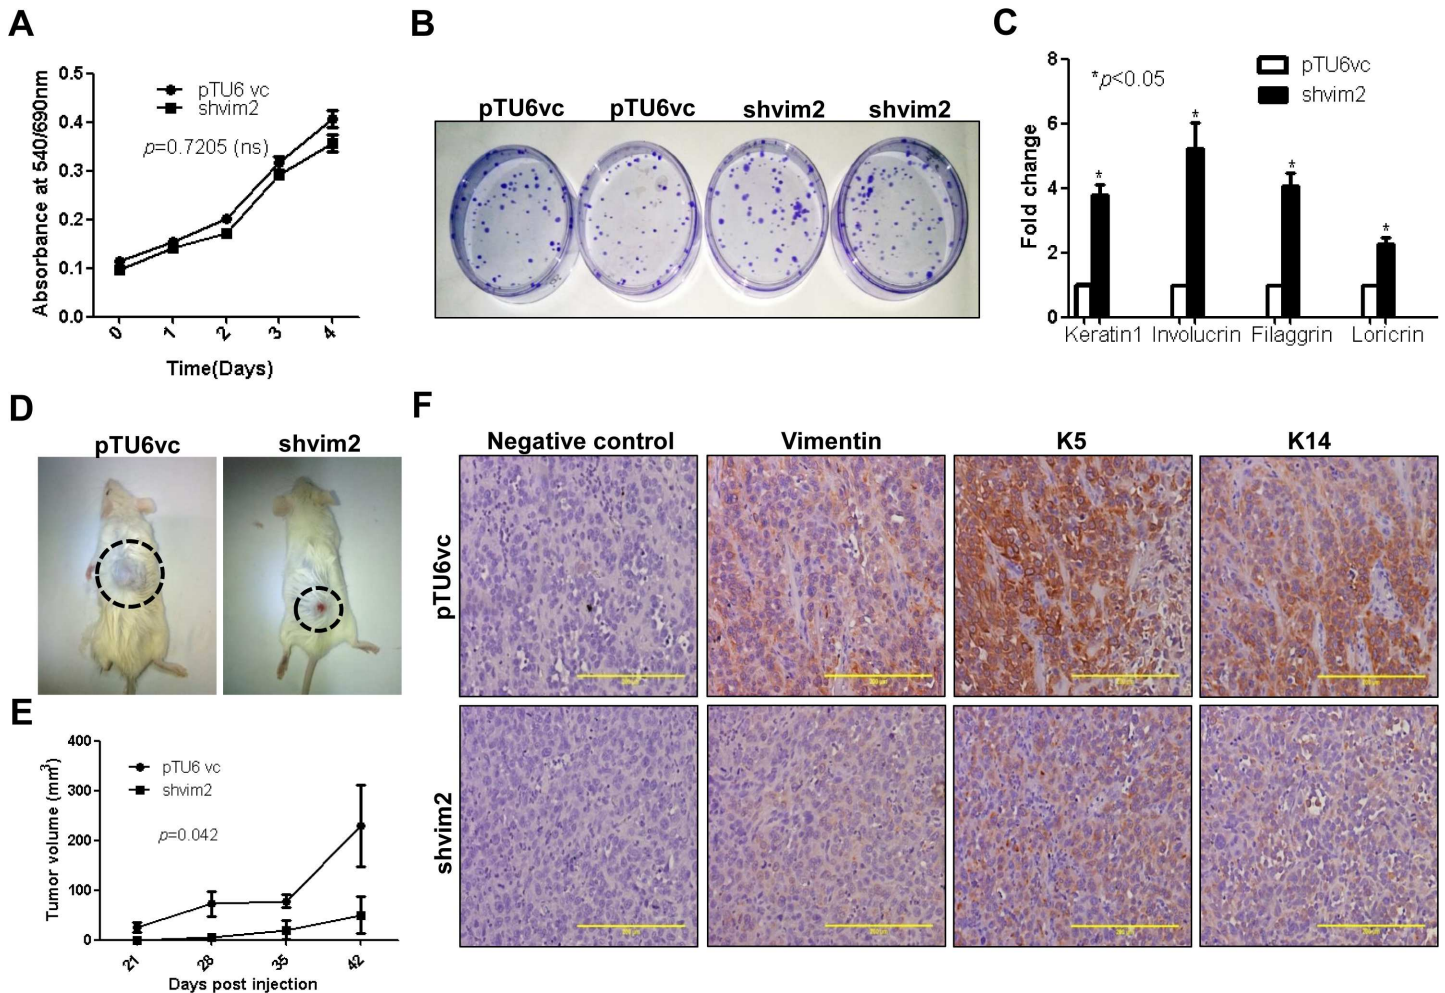 A
0.5
0.4
0.3
0.2
0.1
0.0
Absorbance at 540/690nm
pTU6 vc
shvim2
p=0.7205 (ns)
0 1 2 3 4
Time(Days)
B
pTU6vc pTU6vc shvim2 shvim2
C
8
6
4
2
0
Fold change
*p<0.05
pTU6vc
shvim2
* * * *
Keratin1 Involucrin Filaggrin Loricrin
D
pTU6vc shvim2
E
400
300
200
100
0
Tumor volume (mm3)
pTU6 vc
shvim2
p=0.042
21 28 35 42
Days post injection
F
Negative control Vimentin K5 K14
pTU6vc
shvim2